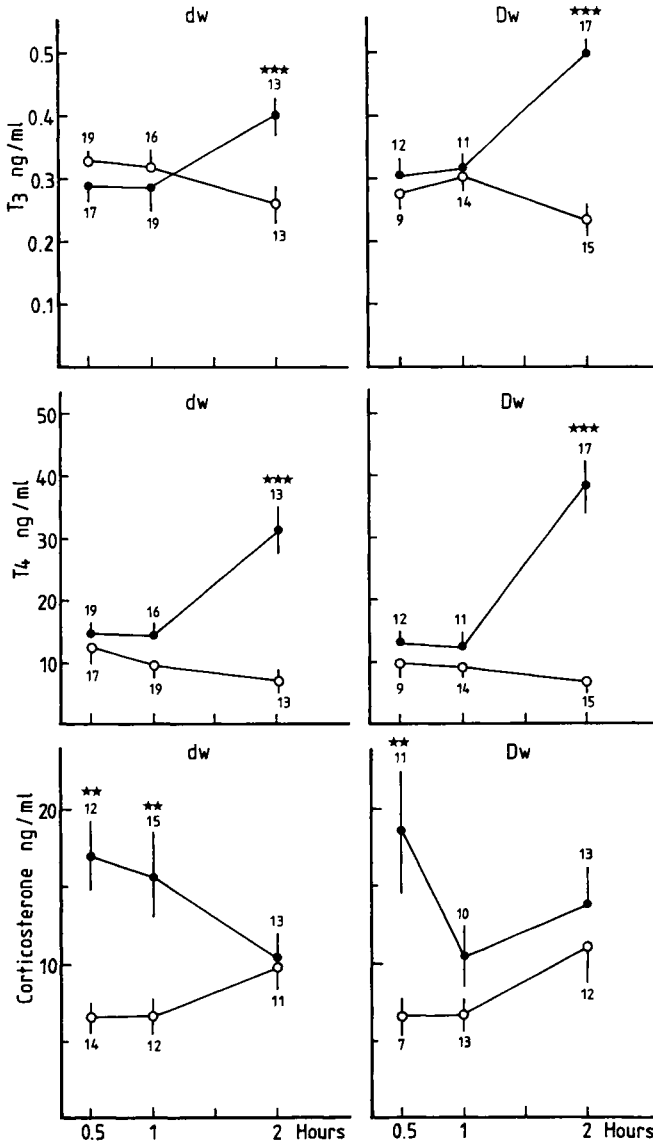 dw Dw
★★★
17
0.5
★★★
13
0.4
19 16 12 11
0.3
17 19 9 14
0.2
13 15
0.1
T3 ng/ml
dw Dw
50
★★★
17
40
★★★
13
30
20
19 16 12 11
10
17 19 13 9 14 15
T4 ng/ml
dw Dw
★★
11
20
★★
12
★★
15
13
13
10
10
11
12
14 12 7 13
Corticosterone ng/ml
0.5 1 2 Hours 0.5 1 2 Hours